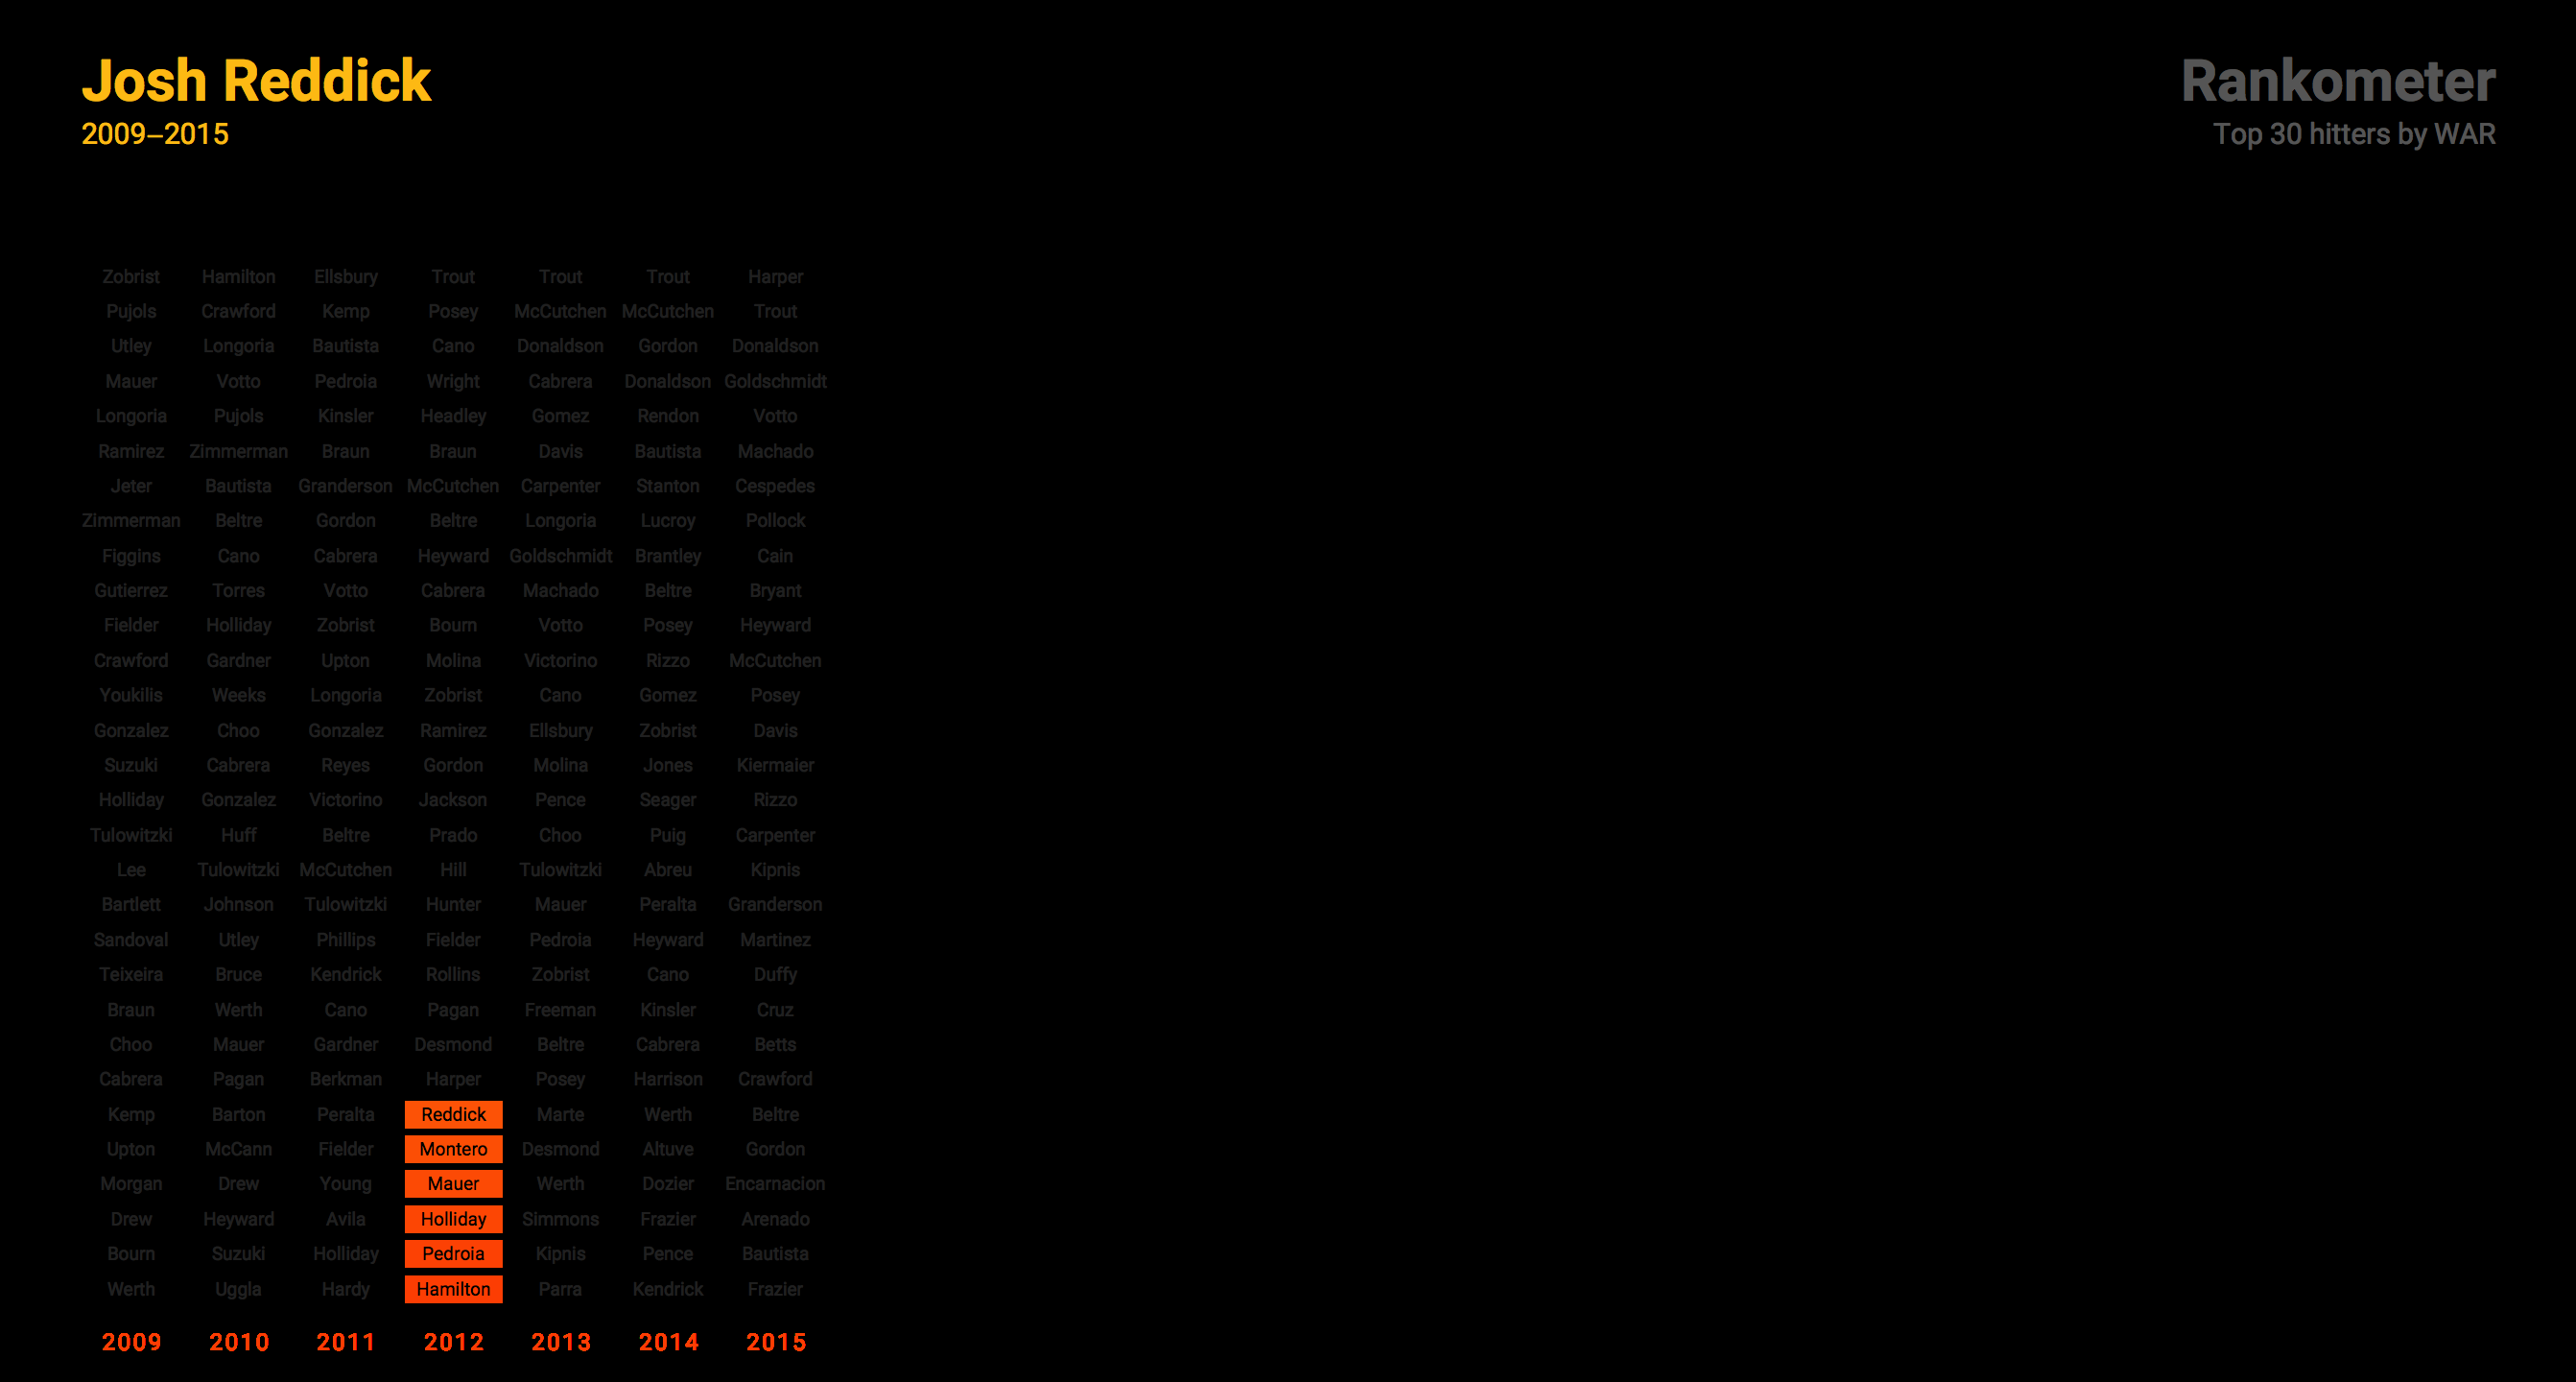 Josh Reddick
2009–2015
Rankometer
Top 30 hitters by WAR
Zobrist Hamilton Ellsbury Trout Trout Trout Harper
Pujols Crawford Kemp Posey McCutchen McCutchen Trout
Utley Longoria Bautista Cano Donaldson Gordon Donaldson
Mauer Votto Pedroia Wright Cabrera Donaldson Goldschmidt
Longoria Pujols Kinsler Headley Gomez Rendon Votto
Ramirez Zimmerman Braun Braun Davis Bautista Machado
Jeter Bautista Granderson McCutchen Carpenter Stanton Cespedes
Zimmerman Beltre Gordon Beltre Longoria Lucroy Pollock
Figgins Cano Cabrera Heyward Goldschmidt Brantley Cain
Gutierrez Torres Votto Cabrera Machado Beltre Bryant
Fielder Holliday Zobrist Bourn Votto Posey Heyward
Crawford Gardner Upton Molina Victorino Rizzo McCutchen
Youkilis Weeks Longoria Zobrist Cano Gomez Posey
Gonzalez Choo Gonzalez Ramirez Ellsbury Zobrist Davis
Suzuki Cabrera Reyes Gordon Molina Jones Kiermaier
Holliday Gonzalez Victorino Jackson Pence Seager Rizzo
Tulowitzki Huff Beltre Prado Choo Puig Carpenter
Lee Tulowitzki McCutchen Hill Tulowitzki Abreu Kipnis
Bartlett Johnson Tulowitzki Hunter Mauer Peralta Granderson
Sandoval Utley Phillips Fielder Pedroia Heyward Martinez
Teixeira Bruce Kendrick Rollins Zobrist Cano Duffy
Braun Werth Cano Pagan Freeman Kinsler Cruz
Choo Mauer Gardner Desmond Beltre Cabrera Betts
Cabrera Pagan Berkman Harper Posey Harrison Crawford
Kemp Barton Peralta Reddick Marte Werth Beltre
Upton McCann Fielder Montero Desmond Altuve Gordon
Morgan Drew Young Mauer Werth Dozier Encarnacion
Drew Heyward Avila Holliday Simmons Frazier Arenado
Bourn Suzuki Holliday Pedroia Kipnis Pence Bautista
Werth Uggla Hardy Hamilton Parra Kendrick Frazier
2009 2010 2011 2012 2013 2014 2015